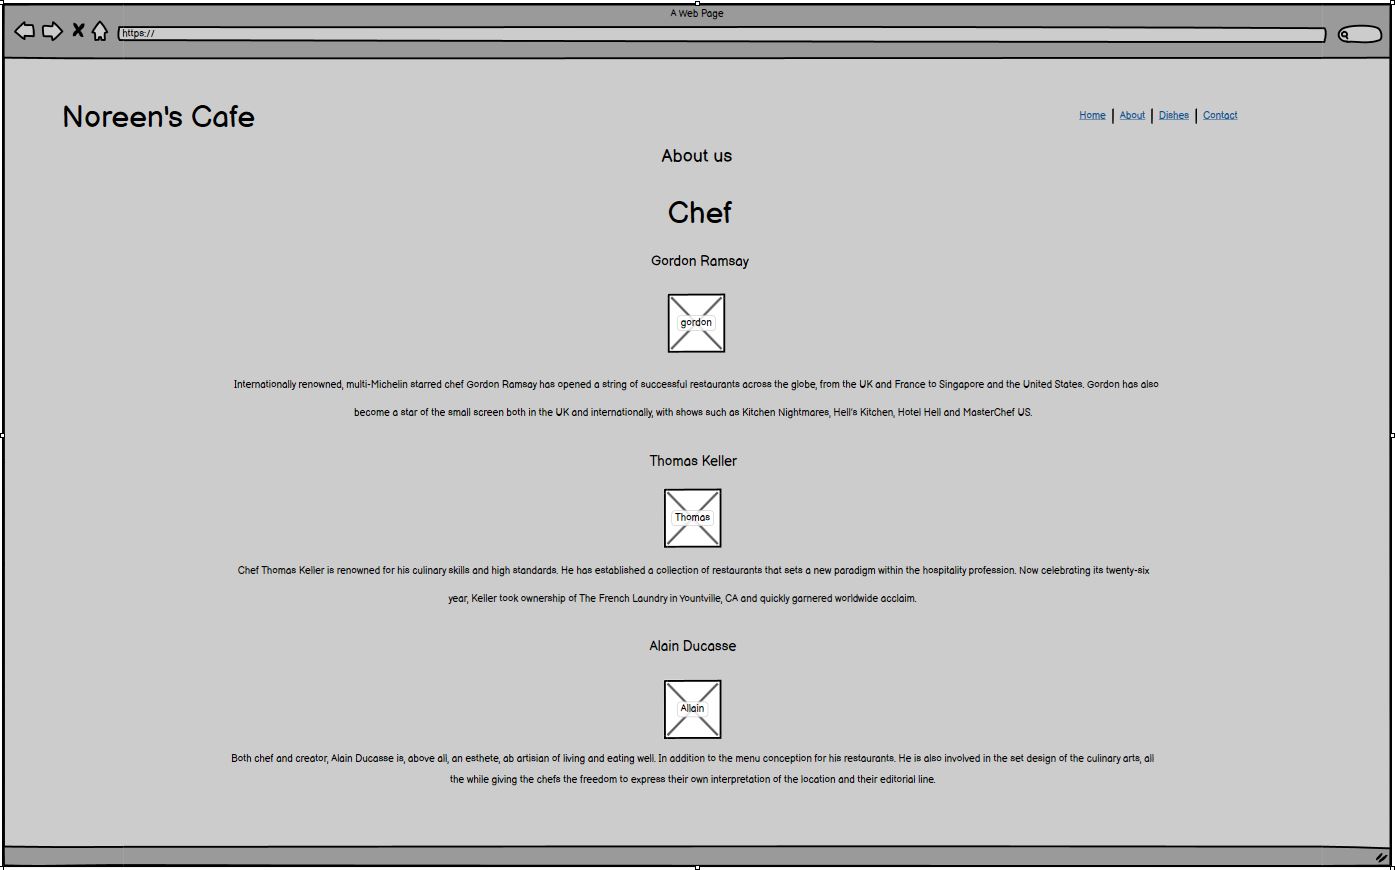 A Web Page
https://
Noreen's Cafe
Home | About | Dishes | Contact
About us
Chef
Gordon Ramsay
gordon
Internationally renowned, multi-Michelin starred chef Gordon Ramsay has opened a string of successful restaurants across the globe, from the UK and France to Singapore and the United States. Gordon has also
become a star of the small screen both in the UK and internationally, with shows such as Kitchen Nightmares, Hell's Kitchen, Hotel Hell and MasterChef US.
Thomas Keller
Thomas
Chef Thomas Keller is renowned for his culinary skills and high standards. He has established a collection of restaurants that sets a new paradigm within the hospitality profession. Now celebrating its twenty-six
year, Keller took ownership of The French Laundry in Yountville, CA and quickly garnered worldwide acclaim.
Alain Ducasse
Allain
Both chef and creator, Alain Ducasse is, above all, an esthete, ab artisian of living and eating well. In addition to the menu conception for his restaurants. He is also involved in the set design of the culinary arts, all
the while giving the chefs the freedom to express their own interpretation of the location and their editorial line.